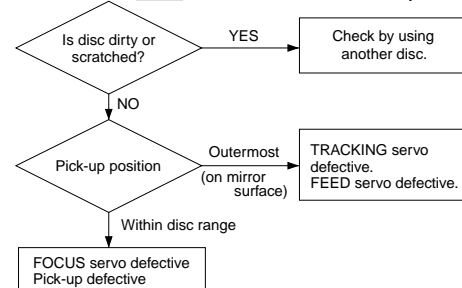 Is disc dirty or
scratched?
YES
Check by using
another disc.
NO
Pick-up position
Outermost
(on mirror
surface)
TRACKING servo
defective.
FEED servo defective.
Within disc range
FOCUS servo defective
Pick-up defective